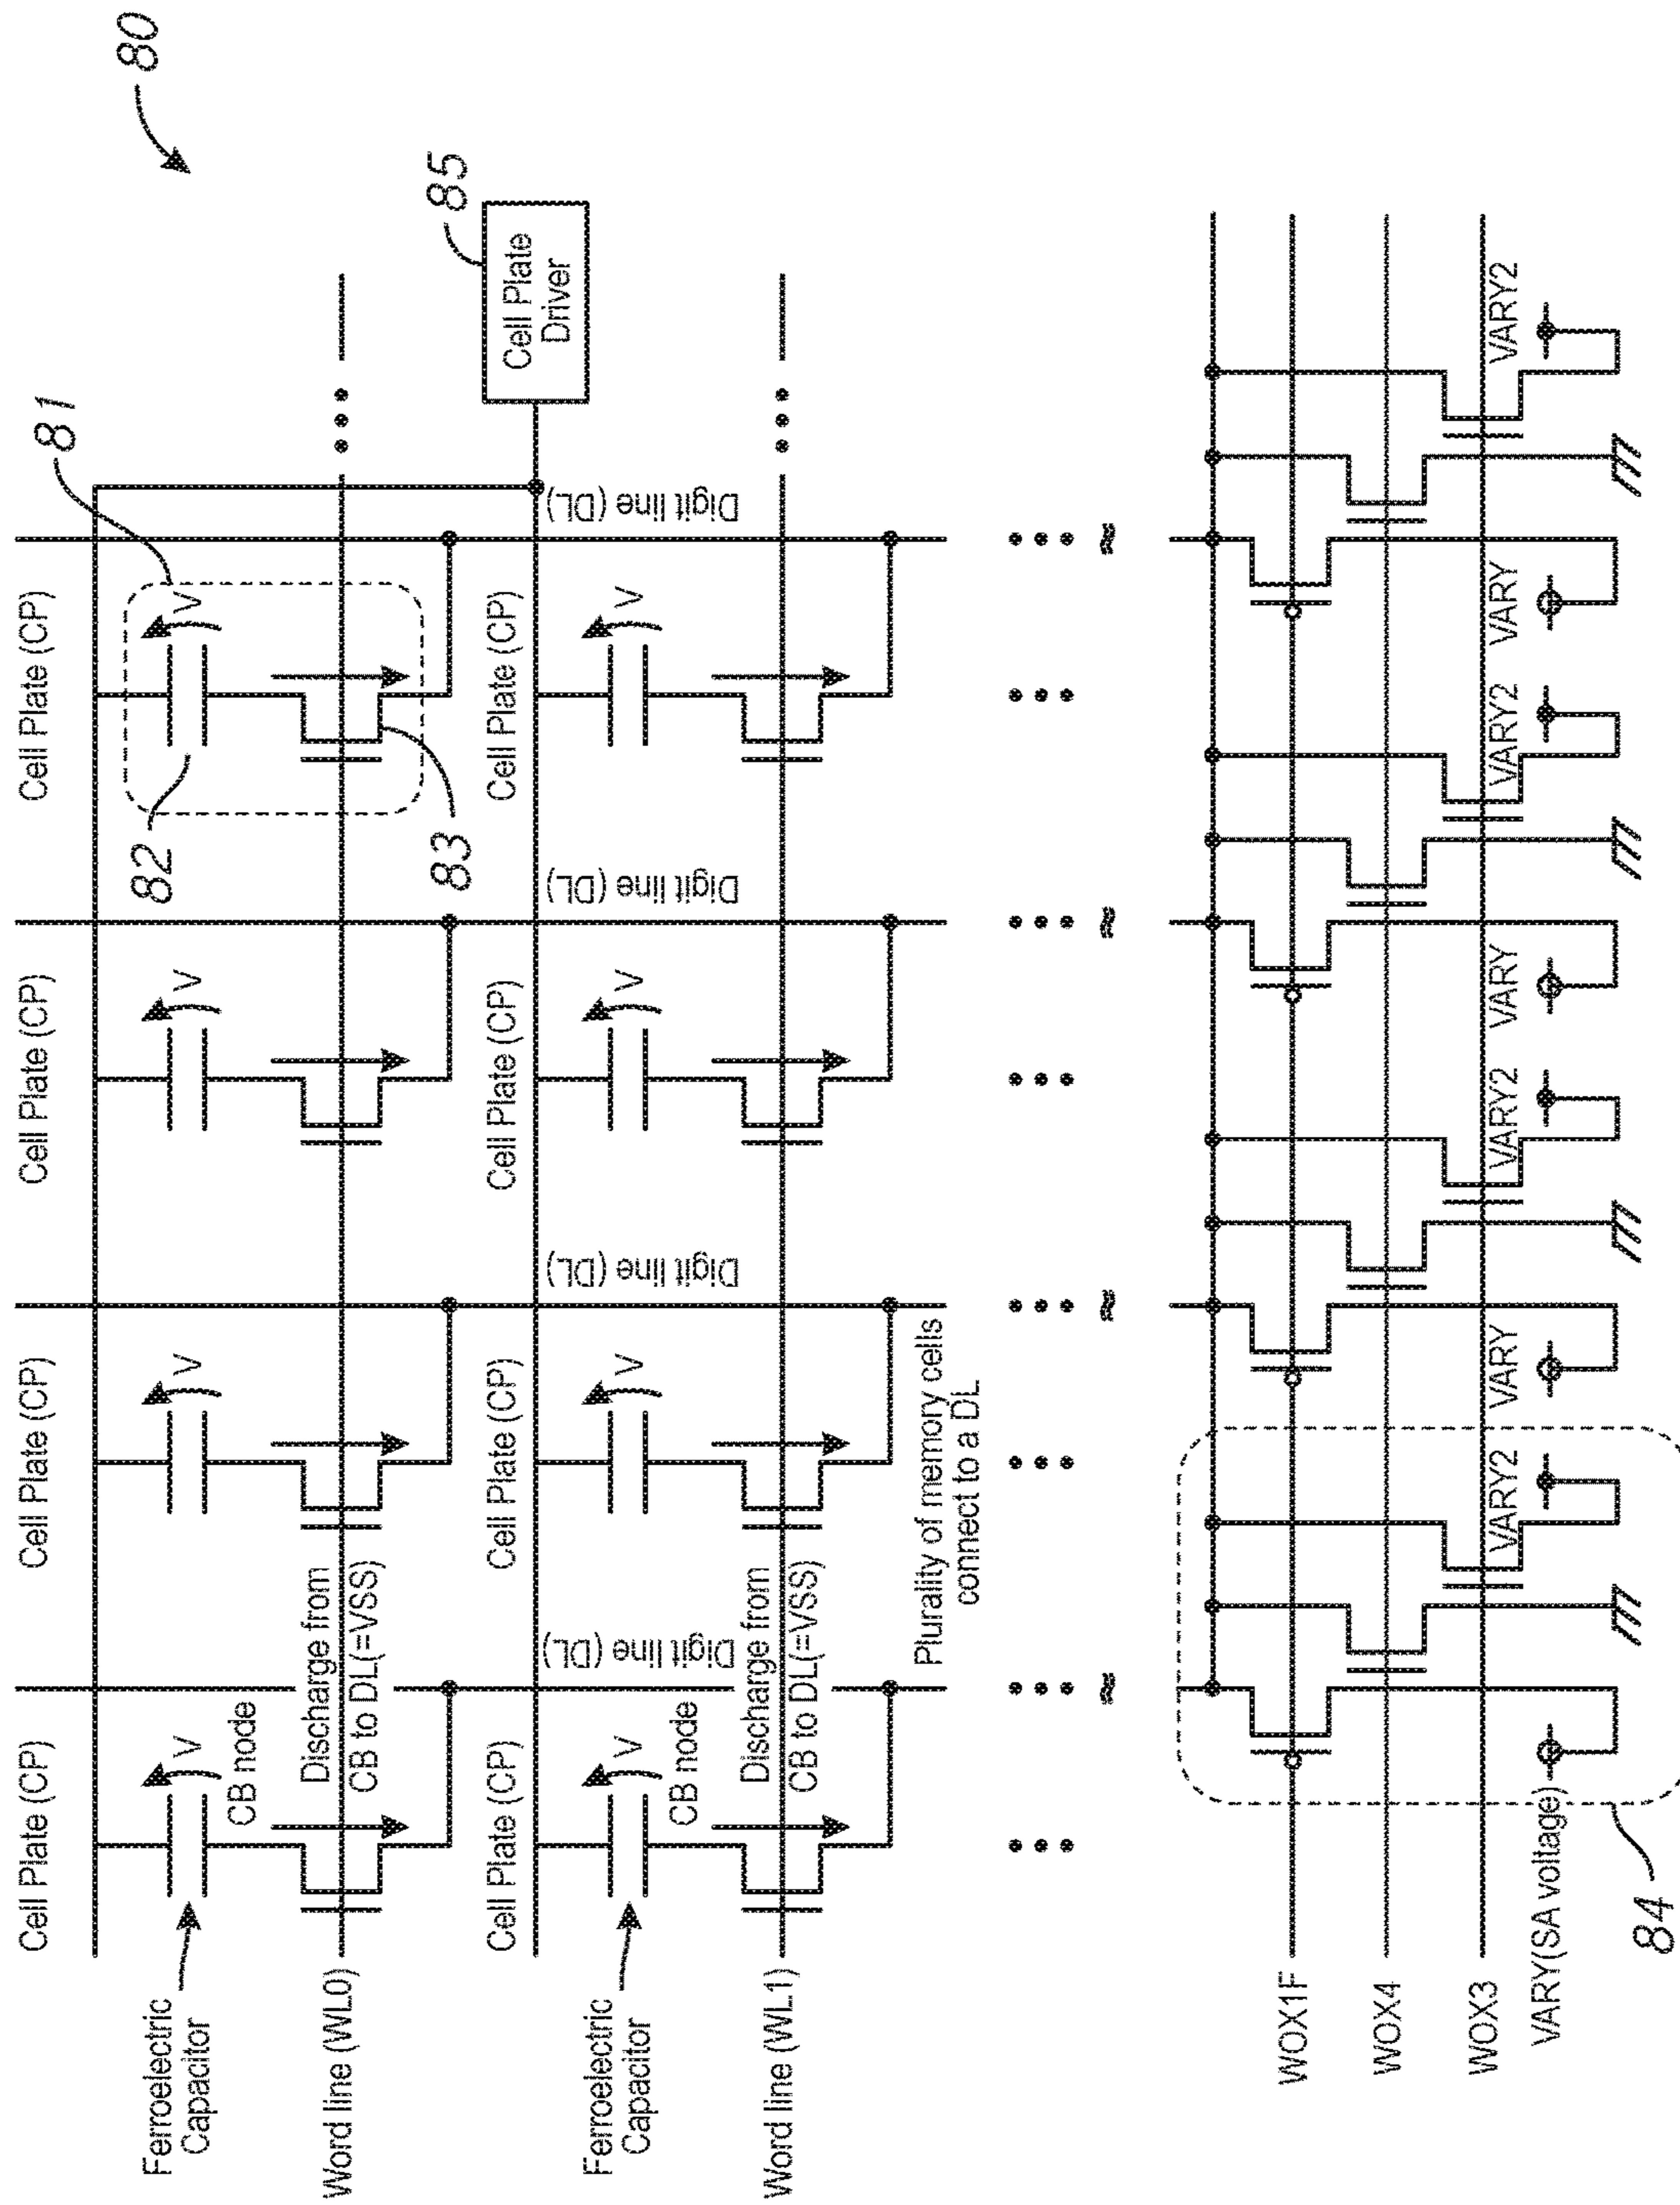 80
Cell Plate (CP)
Cell Plate (CP)
Cell Plate (CP)
Cell Plate (CP)
81
82
83
85
Ferroelectric
Capacitor
V
V
V
V
CB node
Discharge from
CB to DL(=VSS)
Word line (WL0)
Cell Plate
Driver
Digit line (DL)
Digit line (DL)
Digit line (DL)
Digit line (DL)
Cell Plate (CP)
Cell Plate (CP)
Cell Plate (CP)
Cell Plate (CP)
Ferroelectric
Capacitor
V
V
V
V
CB node
Discharge from
CB to DL(=VSS)
Word line (WL1)
Plurality of memory cells
connect to a DL
≈
≈
≈
≈
WOX1F
WOX4
WOX3
VARY(SA voltage)
VARY2
VARY
VARY2
VARY
VARY2
VARY
VARY2
84